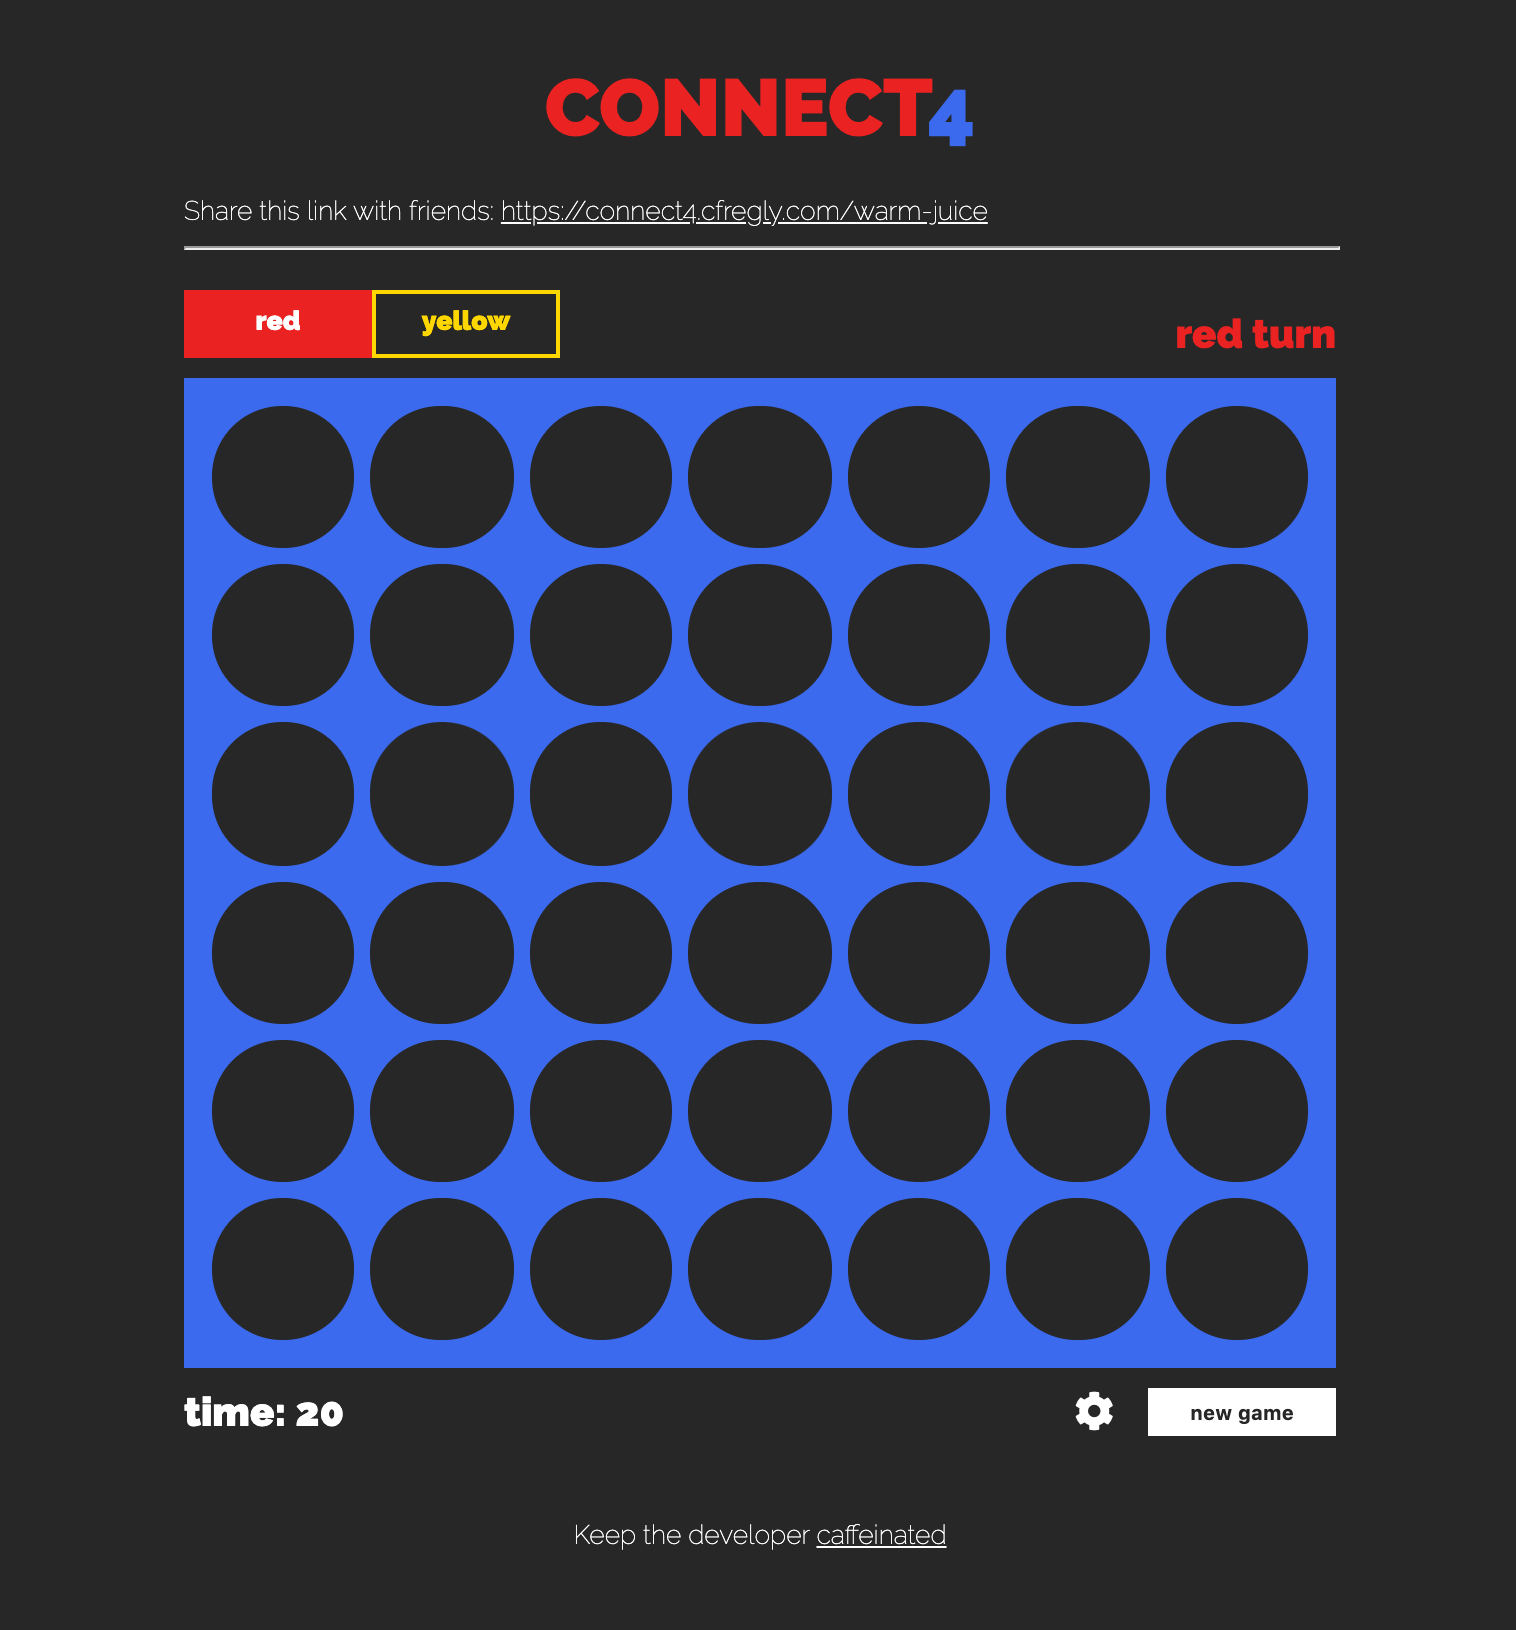 CONNECT4
Share this link with friends: https://connect4.cfregly.com/warm-juice
red
yellow
red turn
time: 20
new game
Keep the developer caffeinated